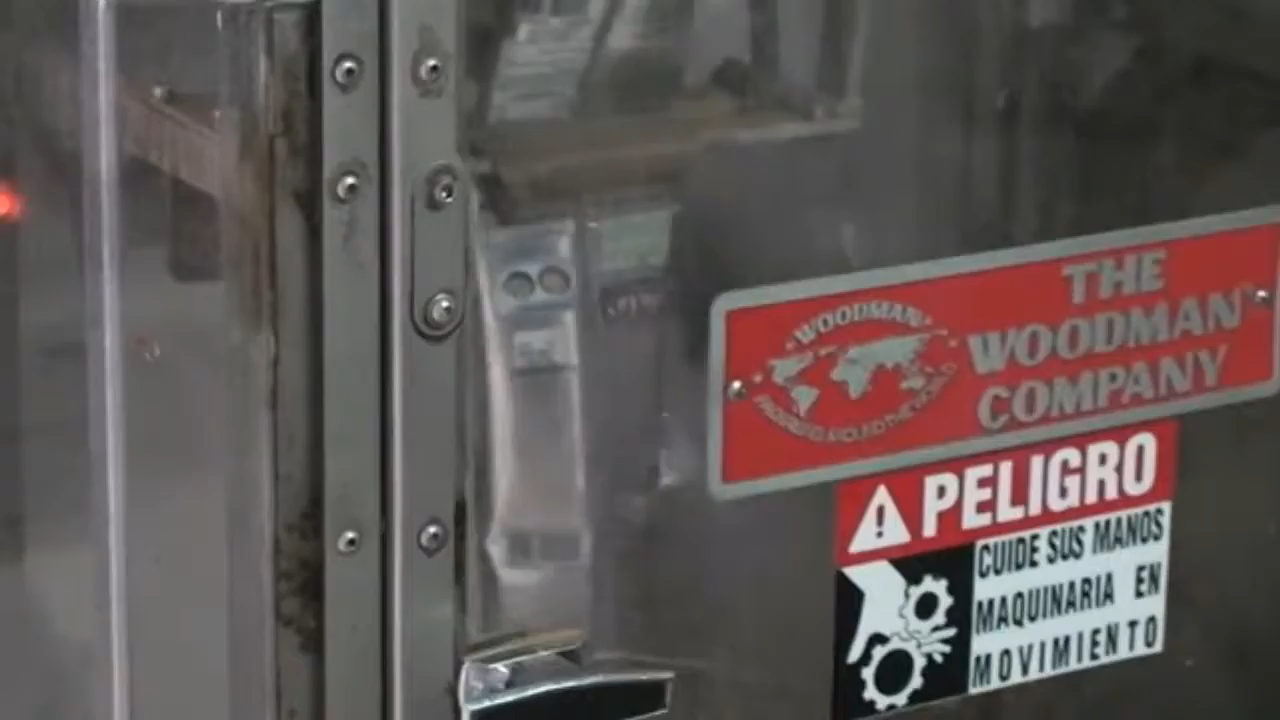 THE
WOODMAN
COMPANY
WOODMAN
PELIGRO
CUIDE SUS MANOS
MAQUINARIA EN
MOVIMIENTO